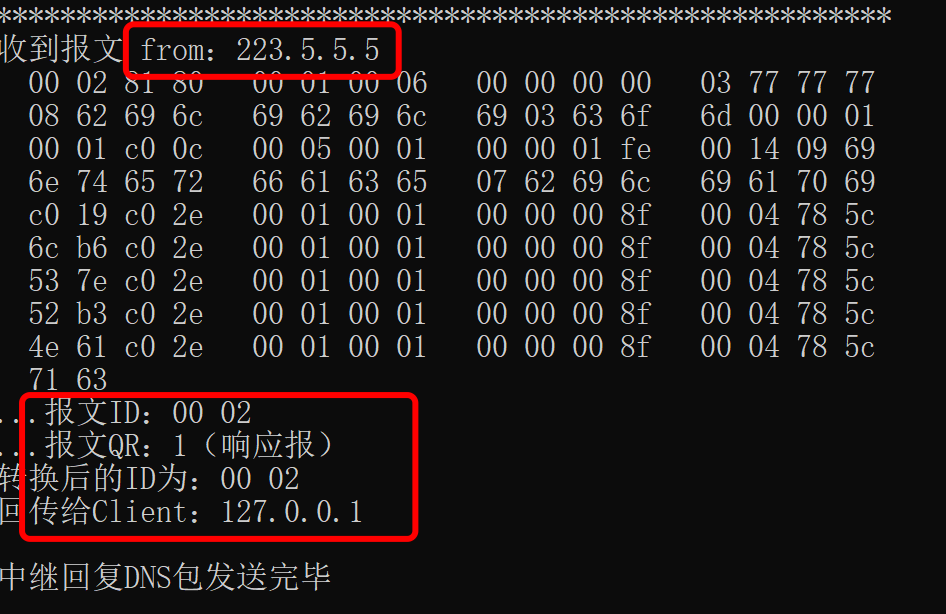 ********************************************************
收到报文 from: 223.5.5.5
00 02 81 80 00 01 00 06 00 00 00 00 03 77 77 77
08 62 69 6c 69 62 69 6c 69 03 63 6f 6d 00 00 01
00 01 c0 0c 00 05 00 01 00 00 01 fe 00 14 09 69
6e 74 65 72 66 61 63 65 07 62 69 6c 69 61 70 69
c0 19 c0 2e 00 01 00 01 00 00 00 8f 00 04 78 5c
6c b6 c0 2e 00 01 00 01 00 00 00 8f 00 04 78 5c
53 7e c0 2e 00 01 00 01 00 00 00 8f 00 04 78 5c
52 b3 c0 2e 00 01 00 01 00 00 00 8f 00 04 78 5c
4e 61 c0 2e 00 01 00 01 00 00 00 8f 00 04 78 5c
71 63
...报文ID: 00 02
...报文QR: 1（响应报）
转换后的ID为: 00 02
回传给Client: 127.0.0.1
中继回复DNS包发送完毕